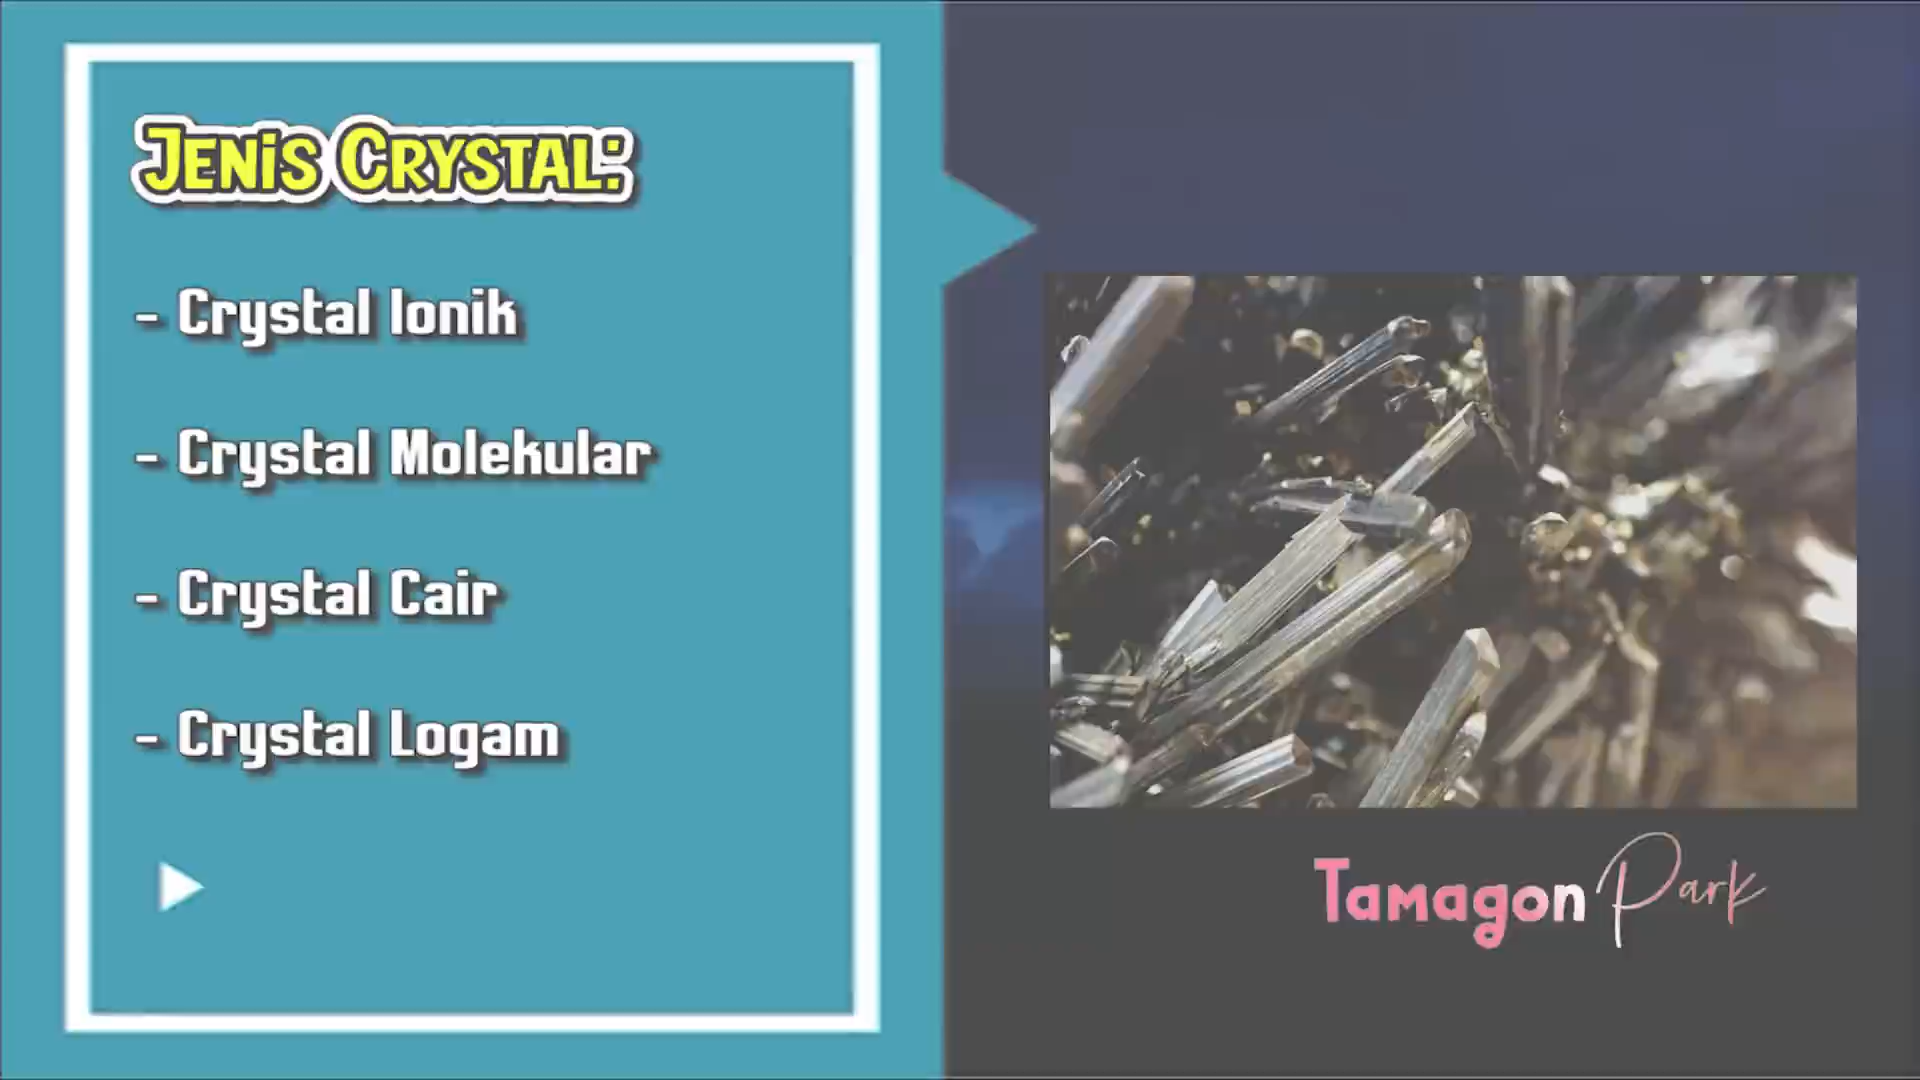 Jenis Crystal:
- Crystal Ionik
- Crystal Molekular
- Crystal Cair
- Crystal Logam
Tamagon Park